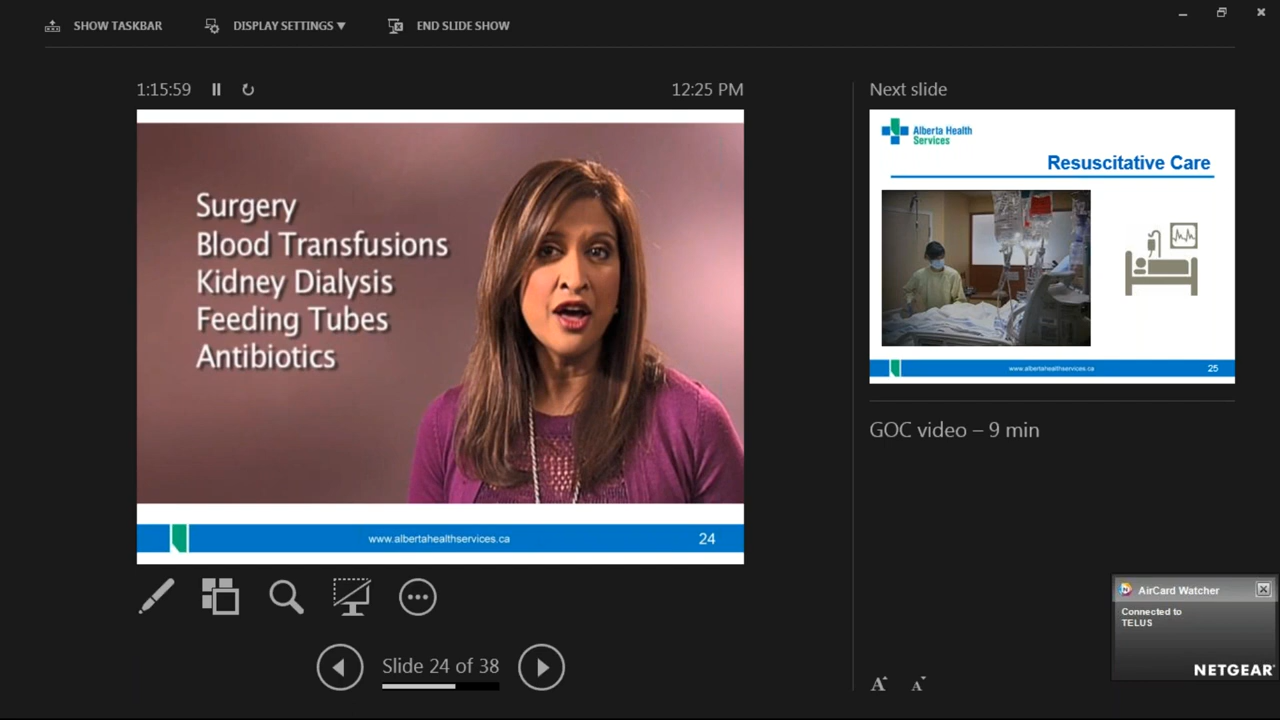 SHOW TASKBAR
DISPLAY SETTINGS ▼
END SLIDE SHOW
1:15:59
12:25 PM
Surgery
Blood Transfusions
Kidney Dialysis
Feeding Tubes
Antibiotics
www.albertahealthservices.ca
24
Slide 24 of 38
Next slide
Alberta Health
Services
Resuscitative Care
www.albertahealthservices.ca
25
GOC video – 9 min
A
A
AirCard Watcher
Connected to
TELUS
NETGEAR